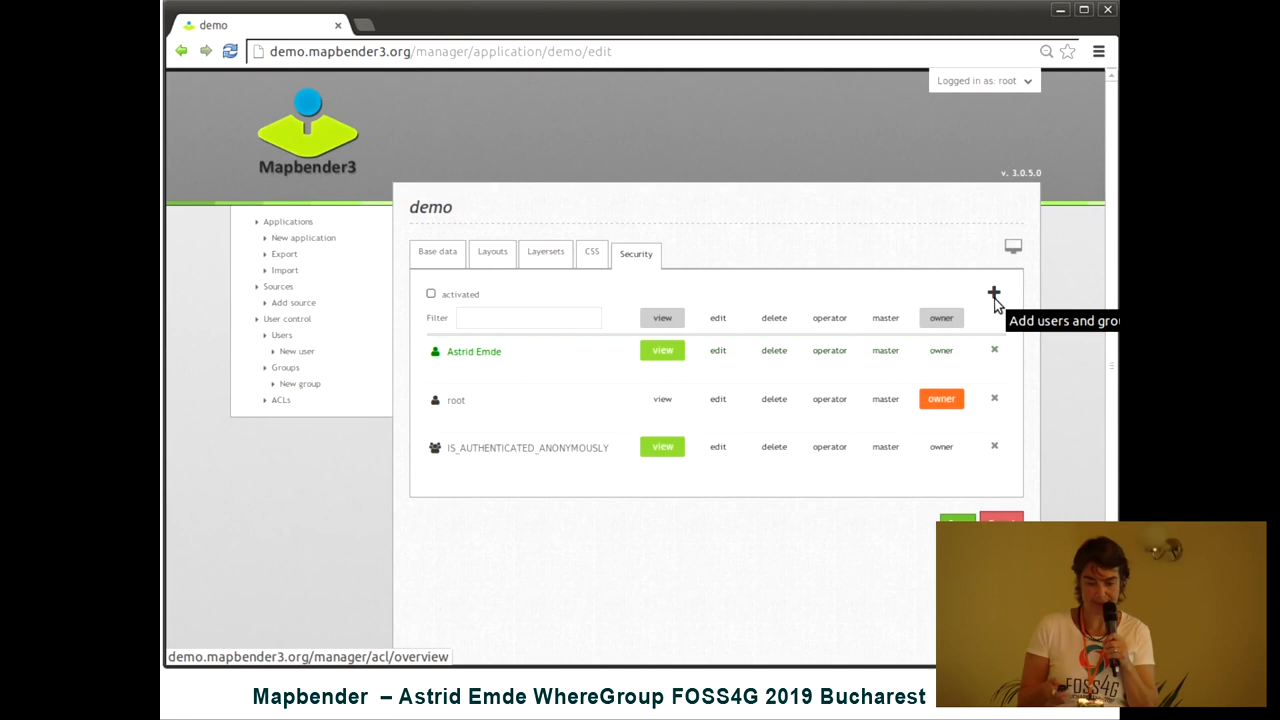 demo
demo.mapbender3.org/manager/application/demo/edit
Logged in as: root
Mapbender3
v. 3.0.5.0
demo
Applications
New application
Export
Import
Sources
Add source
User control
Users
New user
Groups
New group
ACLs
Base data Layouts Layersets CSS Security
activated
Add users and grou
Filter view edit delete operator master owner
Astrid Emde view edit delete operator master owner
root view edit delete operator master owner
IS_AUTHENTICATED_ANONYMOUSLY view edit delete operator master owner
demo.mapbender3.org/manager/acl/overview
FOSS4G
Mapbender – Astrid Emde WhereGroup FOSS4G 2019 Bucharest